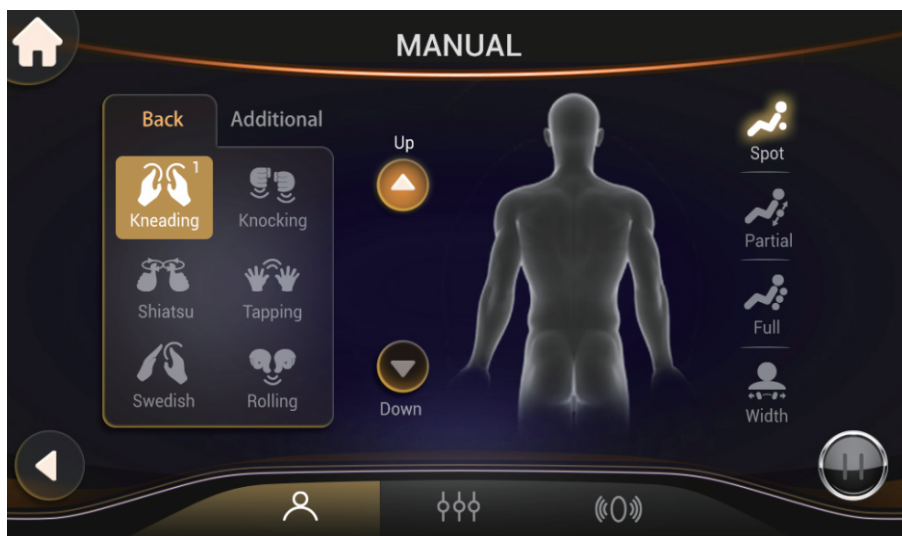 MANUAL
Back Additional
Up
Spot
Kneading 1
Knocking
Partial
Shiatsu
Tapping
Full
Swedish
Rolling
Down
Width